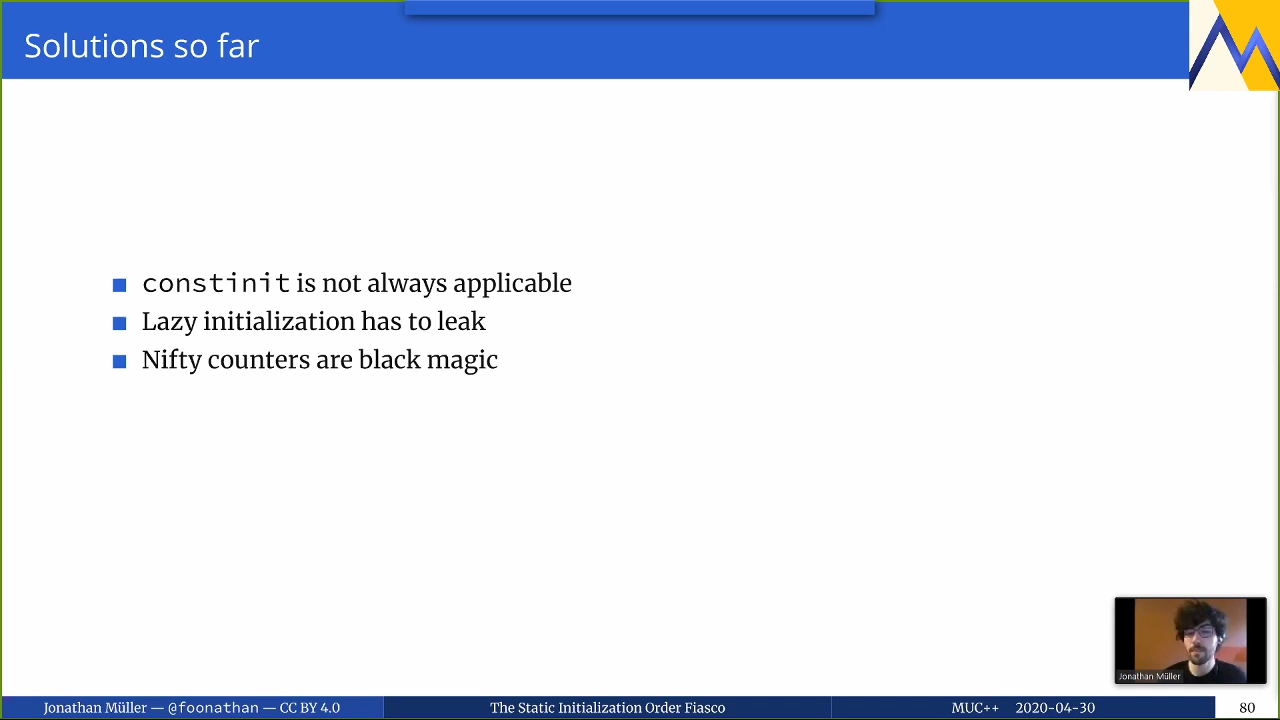 Solutions so far
constinit is not always applicable
Lazy initialization has to leak
Nifty counters are black magic
Jonathan Müller
Jonathan Müller — @foonathan — CC BY 4.0 The Static Initialization Order Fiasco MUC++ 2020-04-30 80